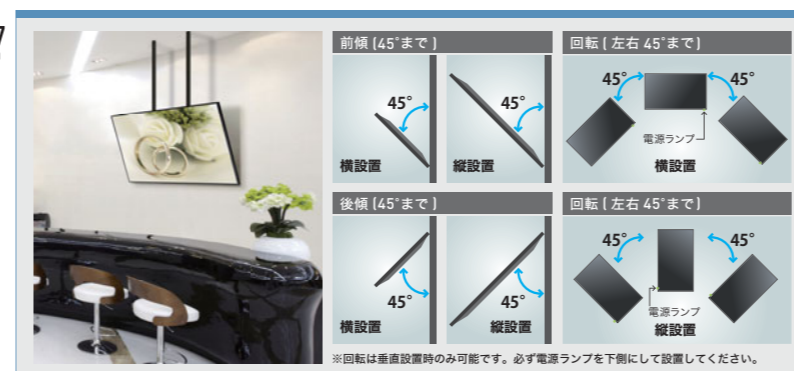 前傾 (45°まで)
45°
横設置
45°
縦設置
回転 (左右 45°まで)
45°
45°
電源ランプ
横設置
後傾 (45°まで)
45°
横設置
45°
縦設置
回転 (左右 45°まで)
45°
45°
電源ランプ
縦設置
※回転は垂直設置時のみ可能です。必ず電源ランプを下側にして設置してください。